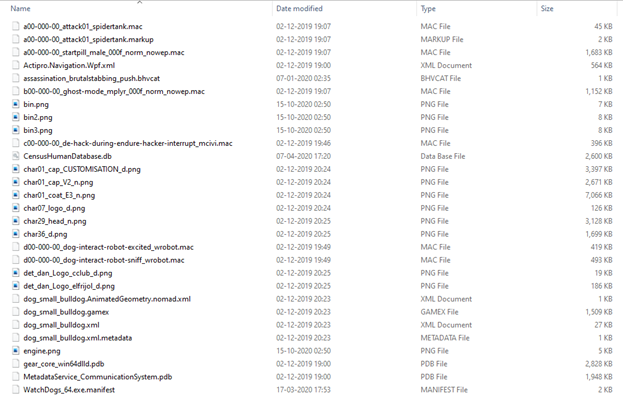 Name Date modified Type Size
a00-000-00_attack01_spidertank.mac 02-12-2019 19:07 MAC File 45 KB
a00-000-00_attack01_spidertank.markup 02-12-2019 19:07 MARKUP File 2 KB
a00-000-00_startpill_male_000f_norm_nowep.mac 02-12-2019 19:07 MAC File 1,683 KB
Actipro.Navigation.Wpf.xml 02-12-2019 19:00 XML Document 564 KB
assassination_brutalstabbing_push.bhvcat 07-01-2020 02:35 BHVCAT File 1 KB
b00-000-00_ghost-mode_mplyr_000f_norm_nowep.mac 02-12-2019 19:07 MAC File 1,152 KB
bin.png 15-10-2020 02:50 PNG File 7 KB
bin2.png 15-10-2020 02:50 PNG File 8 KB
bin3.png 15-10-2020 02:50 PNG File 8 KB
c00-000-00_de-hack-during-endure-hacker-interrupt_mcivi.mac 02-12-2019 19:46 MAC File 396 KB
CensusHumanDatabase.db 07-04-2020 17:20 Data Base File 2,600 KB
char01_cap_CUSTOMISATION_d.png 02-12-2019 20:24 PNG File 3,397 KB
char01_cap_V2_n.png 02-12-2019 20:24 PNG File 2,671 KB
char01_coat_E3_n.png 02-12-2019 20:24 PNG File 7,066 KB
char07_logo_d.png 02-12-2019 20:24 PNG File 126 KB
char29_head_n.png 02-12-2019 20:25 PNG File 3,128 KB
char36_d.png 02-12-2019 20:25 PNG File 1,699 KB
d00-000-00_dog-interact-robot-excited_wrobot.mac 02-12-2019 19:49 MAC File 419 KB
d00-000-00_dog-interact-robot-sniff_wrobot.mac 02-12-2019 19:49 MAC File 493 KB
det_dan_Logo_cclub_d.png 02-12-2019 20:25 PNG File 19 KB
det_dan_Logo_elfrijol_d.png 02-12-2019 20:25 PNG File 186 KB
dog_small_bulldog.AnimatedGeometry.nomad.xml 02-12-2019 20:23 XML Document 1 KB
dog_small_bulldog.gamex 02-12-2019 20:23 GAMEX File 1,509 KB
dog_small_bulldog.xml 02-12-2019 20:23 XML Document 27 KB
dog_small_bulldog.xml.metadata 02-12-2019 20:23 METADATA File 1 KB
engine.png 15-10-2020 02:50 PNG File 5 KB
gear_core_win64dlld.pdb 02-12-2019 19:00 PDB File 2,828 KB
MetadataService_CommunicationSystem.pdb 02-12-2019 19:00 PDB File 1,948 KB
WatchDogs_64.exe.manifest 17-03-2020 17:53 MANIFEST File 2 KB